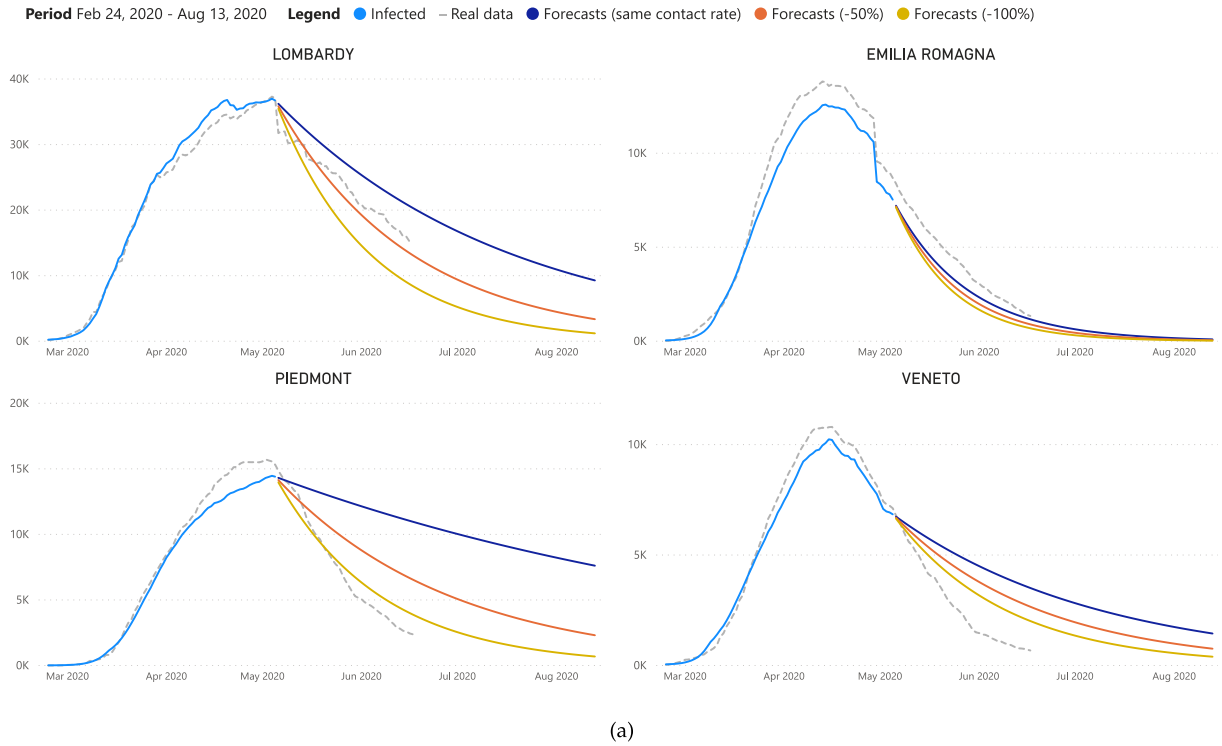 Period Feb 24, 2020 - Aug 13, 2020 Legend Infected Real data Forecasts (same contact rate) Forecasts (-50%) Forecasts (-100%)
LOMBARDY
40K
30K
20K
10K
0K
Mar 2020 Apr 2020 May 2020 Jun 2020 Jul 2020 Aug 2020
EMILIA ROMAGNA
10K
5K
0K
Mar 2020 Apr 2020 May 2020 Jun 2020 Jul 2020 Aug 2020
PIEDMONT
20K
15K
10K
5K
0K
Mar 2020 Apr 2020 May 2020 Jun 2020 Jul 2020 Aug 2020
VENETO
10K
5K
0K
Mar 2020 Apr 2020 May 2020 Jun 2020 Jul 2020 Aug 2020
(a)